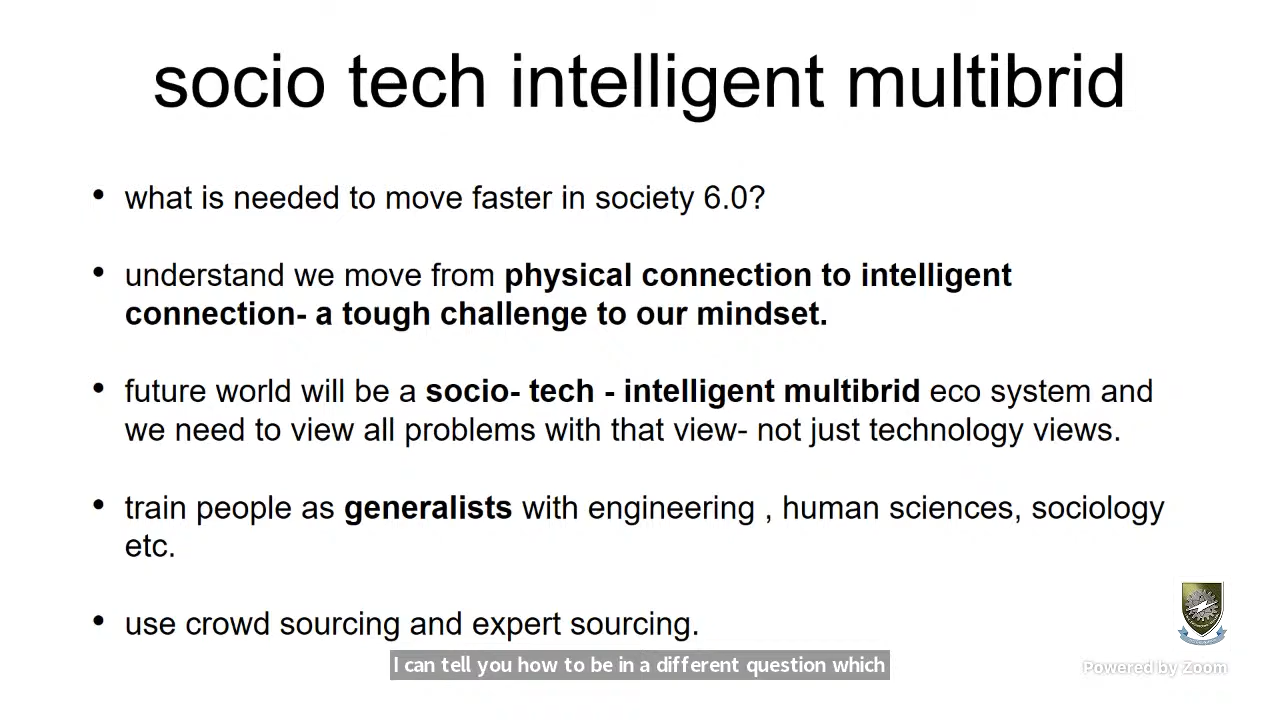 socio tech intelligent multibrid
• what is needed to move faster in society 6.0?
• understand we move from physical connection to intelligent
connection- a tough challenge to our mindset.
• future world will be a socio- tech - intelligent multibrid eco system and
we need to view all problems with that view- not just technology views.
• train people as generalists with engineering , human sciences, sociology
etc.
• use crowd sourcing and expert sourcing.
I can tell you how to be in a different question which
Powered by Zoom